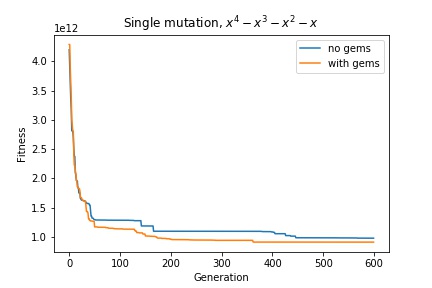 Single mutation, x⁴ − x³ − x² − x
1e12
no gems
with gems
4.0
3.5
3.0
2.5
2.0
1.5
1.0
Fitness
0 100 200 300 400 500 600
Generation